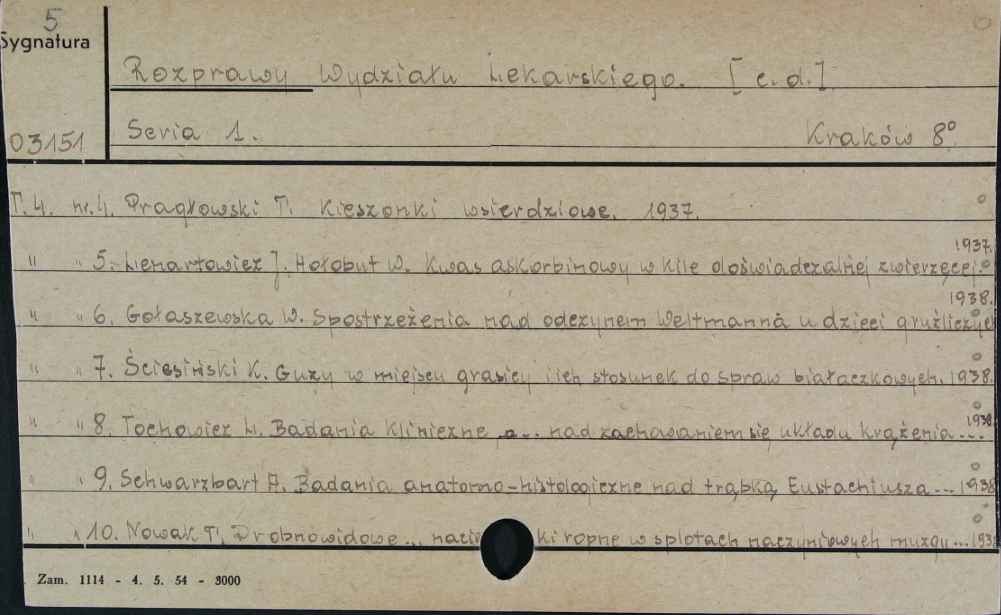 5
Sygnatura
Rozprawy Wydziału Lekarskiego. [c.d.]
03151
Seria 1. Kraków 8°
T. 4. nr. 4. Pragłowski T. Kieszonki wsierdziowe. 1937.
" " 5. Lenartowicz J. Hołobut W. Kwas askorbinowy w kile doświadczalnej zwierzęcej. 1937.
" " 6. Gołaszewska W. Spostrzeżenia nad odczynem Weltmanna u dzieci gruźliczych 1938.
" " 7. Ściesiński K. Guzy w miejscu grasicy i ich stosunek do spraw białaczkowych. 1938.
" " 8. Tochowicz L. Badania kliniczne ... nad zachowaniem się układu krążenia ... 1938
" " 9. Schwarzbart A. Badania anatomo-histologiczne nad trąbką Eustachiusza ... 1938
" " 10. Nowak T. Drobnowidowe ... naci ki ropne w splotach naczyniowych muzgu ... 193
Zam. 1114 - 4. 5. 54 - 3000